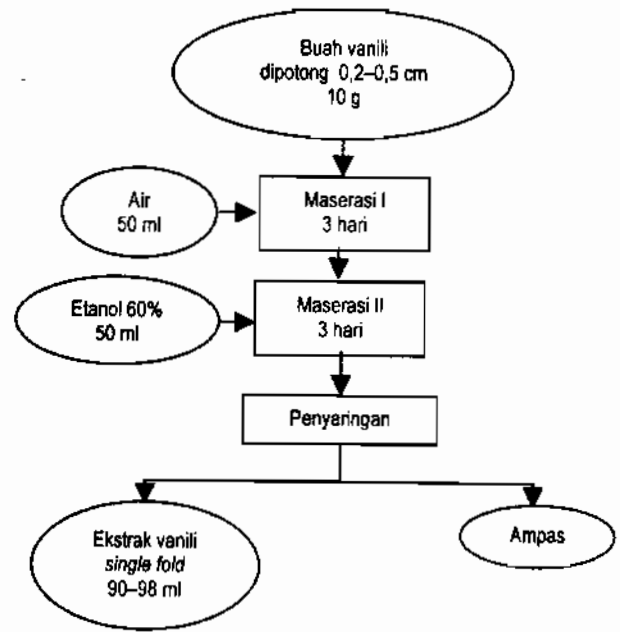 Buah vanili
dipotong 0,2–0,5 cm
10 g
Air
50 ml
Maserasi I
3 hari
Etanol 60%
50 ml
Maserasi II
3 hari
Penyaringan
Ekstrak vanili
single fold
90–98 ml
Ampas